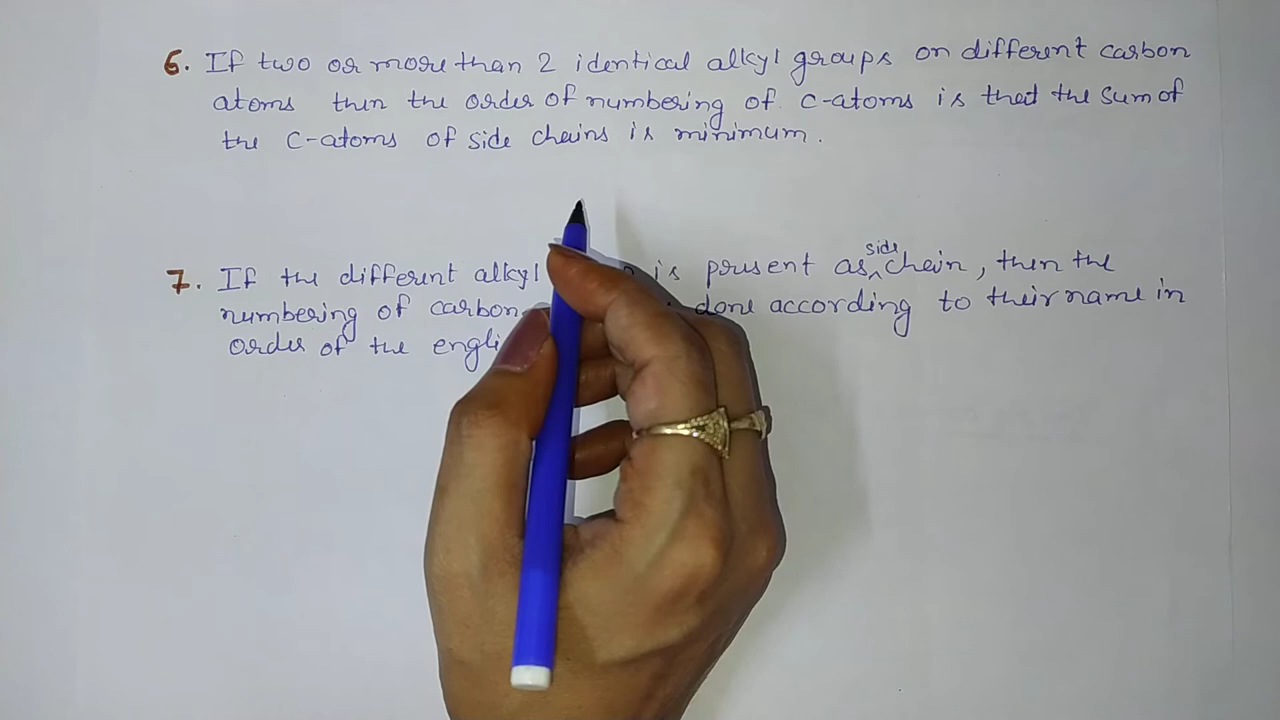 6. If two or more than 2 identical alkyl groups on different carbon
atoms then the order of numbering of C-atoms is that the sum of
the C-atoms of side chains is minimum.
7. If the different alkyl is present as side chain, then the
numbering of carbon done according to their name in
order of the engli